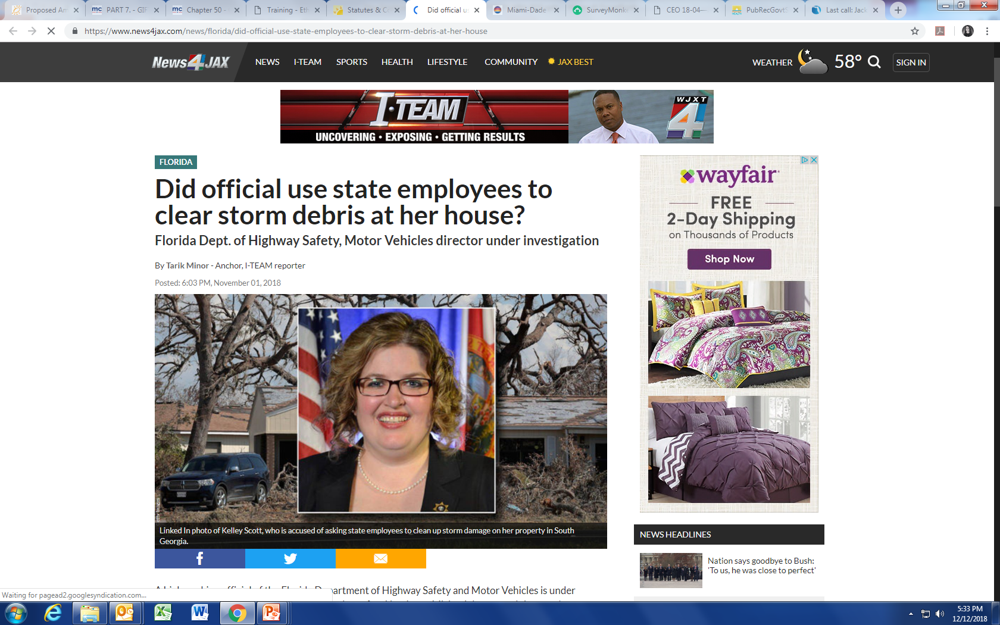 Proposed Am
PART 7. - GIF
Chapter 50 -
Training - Eth
Statutes & C
Did official us
Miami-Dade
SurveyMonke
CEO 18-04—
PubRecGovtS
Last call: Jack
https://www.news4jax.com/news/florida/did-official-use-state-employees-to-clear-storm-debris-at-her-house
News4JAX
NEWS
I-TEAM
SPORTS
HEALTH
LIFESTYLE
COMMUNITY
JAX BEST
WEATHER
58°
SIGN IN
I-TEAM
UNCOVERING • EXPOSING • GETTING RESULTS
WJXT
4
FLORIDA
Did official use state employees to
clear storm debris at her house?
Florida Dept. of Highway Safety, Motor Vehicles director under investigation
By Tarik Minor - Anchor, I-TEAM reporter
Posted: 6:03 PM, November 01, 2018
Linked In photo of Kelley Scott, who is accused of asking state employees to clean up storm damage on her property in South
Georgia.
wayfair
FREE
2-Day Shipping
on Thousands of Products
Shop Now
NEWS HEADLINES
Nation says goodbye to Bush:
'To us, he was close to perfect'
Department of Highway Safety and Motor Vehicles is under
Waiting for pagead2.googlesyndication.com...
5:33 PM
12/12/2018